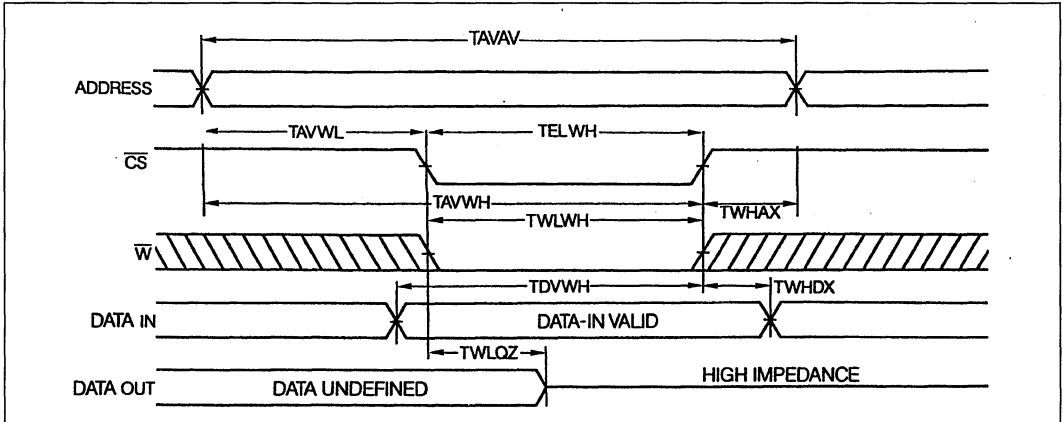 TAVAV
ADDRESS
TAVWL
TELWH
CS
TAVWH
TWHAX
TWLWH
W
TDVWH
TWHDX
DATA IN
DATA-IN VALID
TWLQZ
DATA OUT
DATA UNDEFINED
HIGH IMPEDANCE